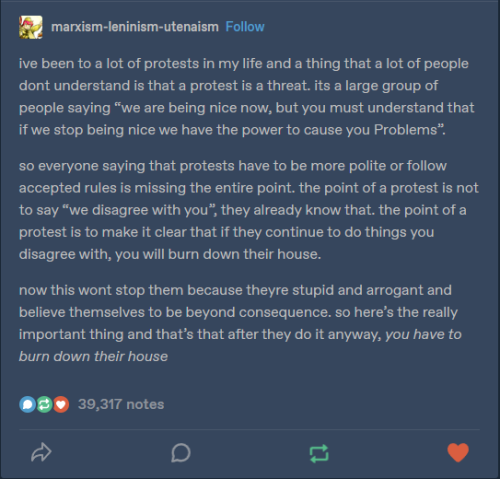 marxism-leninism-utenaism Follow
ive been to a lot of protests in my life and a thing that a lot of people
dont understand is that a protest is a threat. its a large group of
people saying “we are being nice now, but you must understand that
if we stop being nice we have the power to cause you Problems”.
so everyone saying that protests have to be more polite or follow
accepted rules is missing the entire point. the point of a protest is not
to say “we disagree with you”, they already know that. the point of a
protest is to make it clear that if they continue to do things you
disagree with, you will burn down their house.
now this wont stop them because theyre stupid and arrogant and
believe themselves to be beyond consequence. so here’s the really
important thing and that’s that after they do it anyway, you have to
burn down their house
39,317 notes